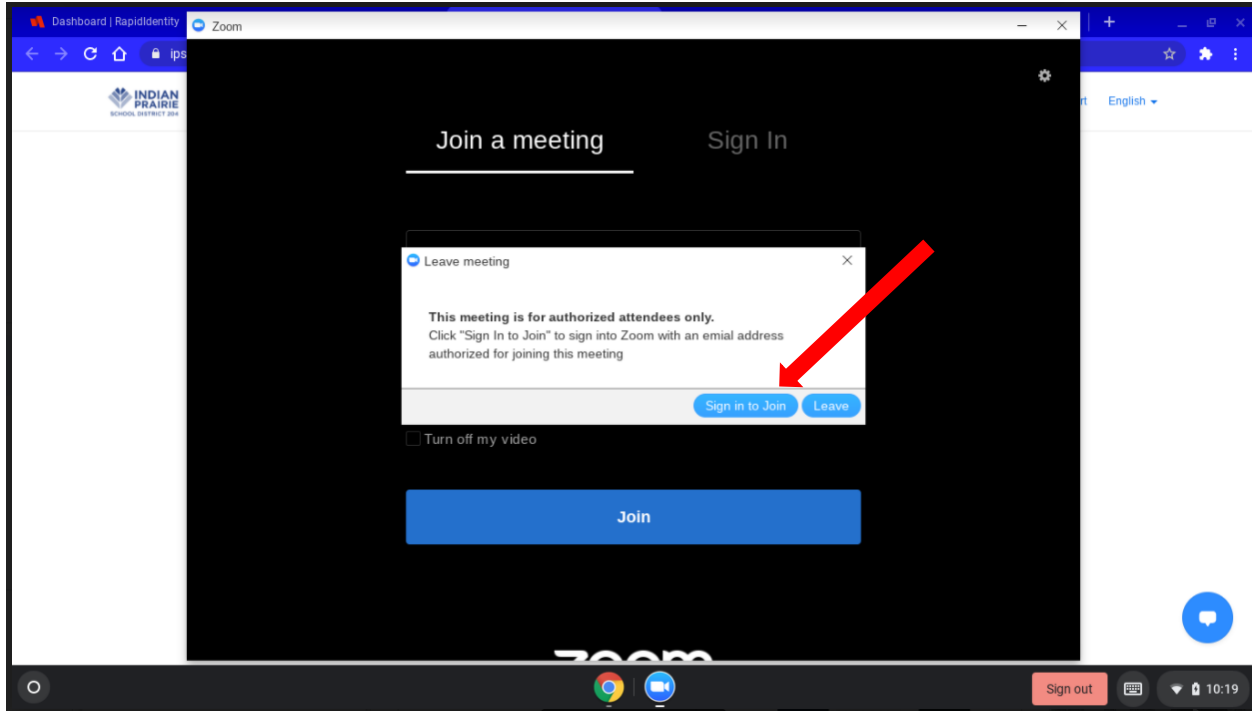 Dashboard | RapidIdentity
Zoom
ips
INDIAN
PRAIRIE
SCHOOL DISTRICT 204
English
Join a meeting
Sign In
Leave meeting
This meeting is for authorized attendees only.
Click "Sign In to Join" to sign into Zoom with an emial address
authorized for joining this meeting
Sign in to Join
Leave
Turn off my video
Join
zoom
Sign out
10:19